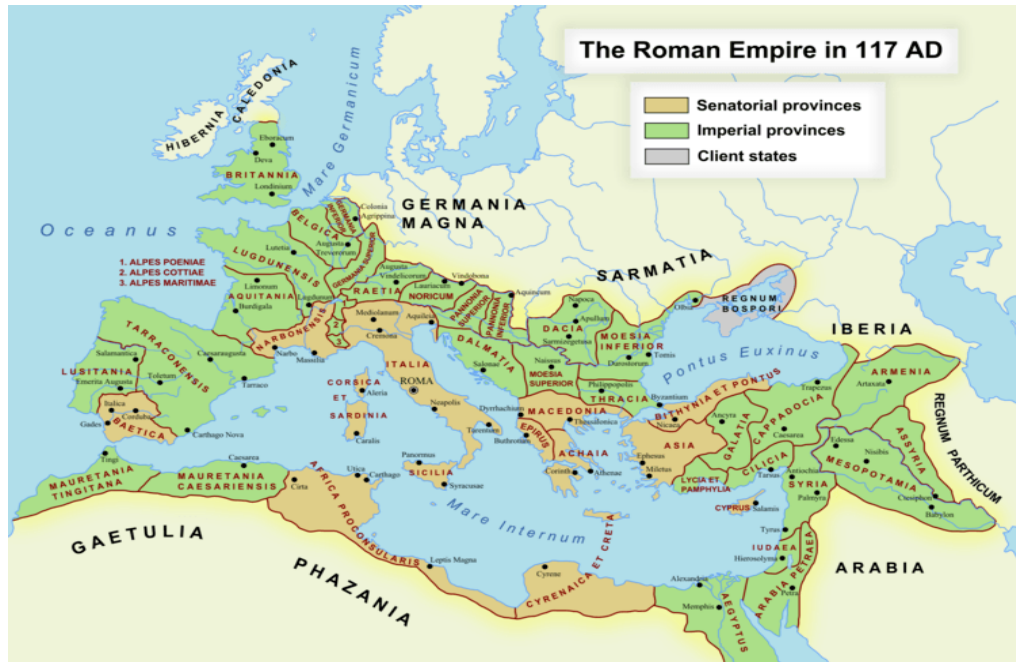 The Roman Empire in 117 AD
Senatorial provinces
Imperial provinces
Client states
HIBERNIA
CALEDONIA
Mare Germanicum
Oceanus
Eboracum
Deva
BRITANNIA
Londinium
GERMANIA
MAGNA
SARMATIA
IBERIA
REGNUM
PARTHICUM
ARABIA
PHAZANIA
GAETULIA
1. ALPES POENIAE
2. ALPES COTTIAE
3. ALPES MARITIMAE
GERMANIA
INFERIOR
Colonia
Agrippina
BELGICA
Augusta
Treverorum
Lutetia
LUGDUNENSIS
GERMANIA SUPERIOR
Limonum
AQUITANIA
Burdigala
Lugdunum
NARBONENSIS
Narbo
Massilia
1
2
3
Augusta
Vindelicorum
RAETIA
Lauriacum
NORICUM
Vindobona
Aquincum
PANNONIA
SUPERIOR
PANNONIA
INFERIOR
Mediolanum
Cremona
Aquileia
ITALIA
ROMA
Neapolis
Tarentum
CORSICA
ET
SARDINIA
Aleria
Caralis
Panormus
SICILIA
Syracusae
DALMATIA
Salonae
Napoca
Apullum
DACIA
Sarmizegetusa
MOESIA
INFERIOR
Tomis
Durostorum
Naissus
MOESIA
SUPERIOR
Philippopolis
THRACIA
Byzantium
Olbia
REGNUM
BOSPORI
Pontus Euxinus
Dyrrhachium
MACEDONIA
Thessalonica
EPIRUS
Buthrotum
ACHAIA
Corinth
Athenae
BITHYNIA ET PONTUS
Nicaea
ASIA
Ephesus
Miletus
Ancyra
GALATIA
CAPPADOCIA
Caesarea
Trapezus
LYCIA ET
PAMPHYLIA
CILICIA
Tarsus
ARMENIA
Artaxata
ASSYRIA
MESOPOTAMIA
Edessa
Nisibis
Ctesiphon
Babylon
Antiochia
SYRIA
Palmyra
CYPRUS
Salamis
Tyrus
IUDAEA
Hierosolyma
ARABIA PETRAEA
Petra
Alexandria
Memphis
AEGYPTUS
Mare Internum
Cyrene
CYRENAICA ET CRETA
Leptis Magna
AFRICA PROCONSULARIS
Utica
Carthago
Cirta
Caesarea
MAURETANIA
CAESARIENSIS
MAURETANIA
TINGITANA
Tingi
TARRACONENSIS
Salamantica
Caesaraugusta
LUSITANIA
Toletum
Emerita Augusta
Tarraco
Italica
Corduba
Gades
BAETICA
Carthago Nova